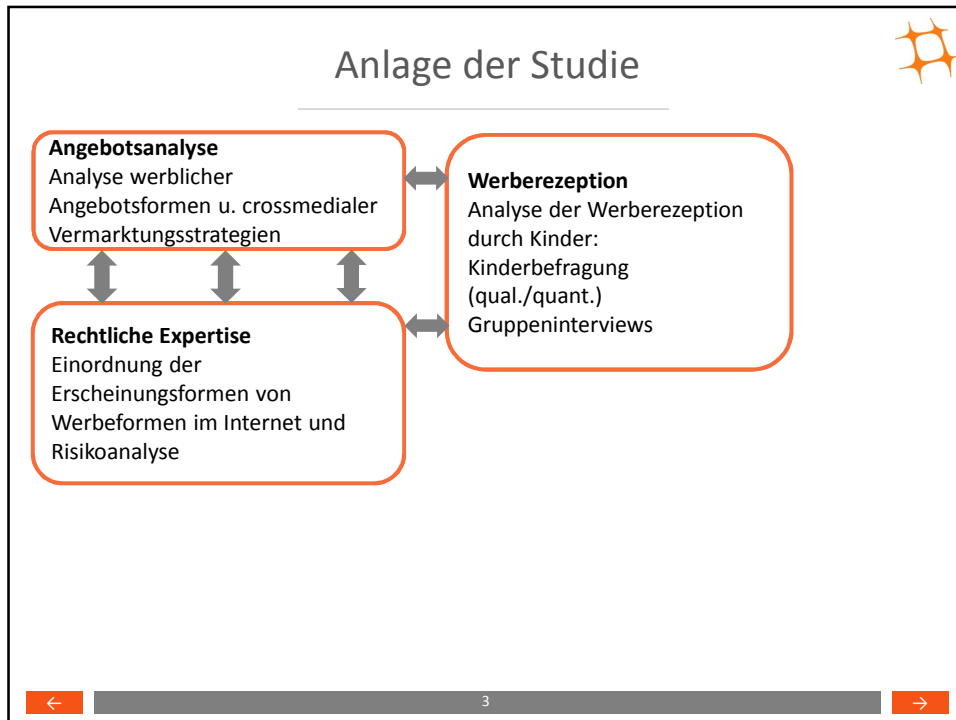 Anlage der Studie
Angebotsanalyse
Analyse werblicher
Angebotsformen u. crossmedialer
Vermarktungsstrategien
Werberezeption
Analyse der Werberezeption
durch Kinder:
Kinderbefragung
(qual./quant.)
Gruppeninterviews
Rechtliche Expertise
Einordnung der
Erscheinungsformen von
Werbeformen im Internet und
Risikoanalyse
3